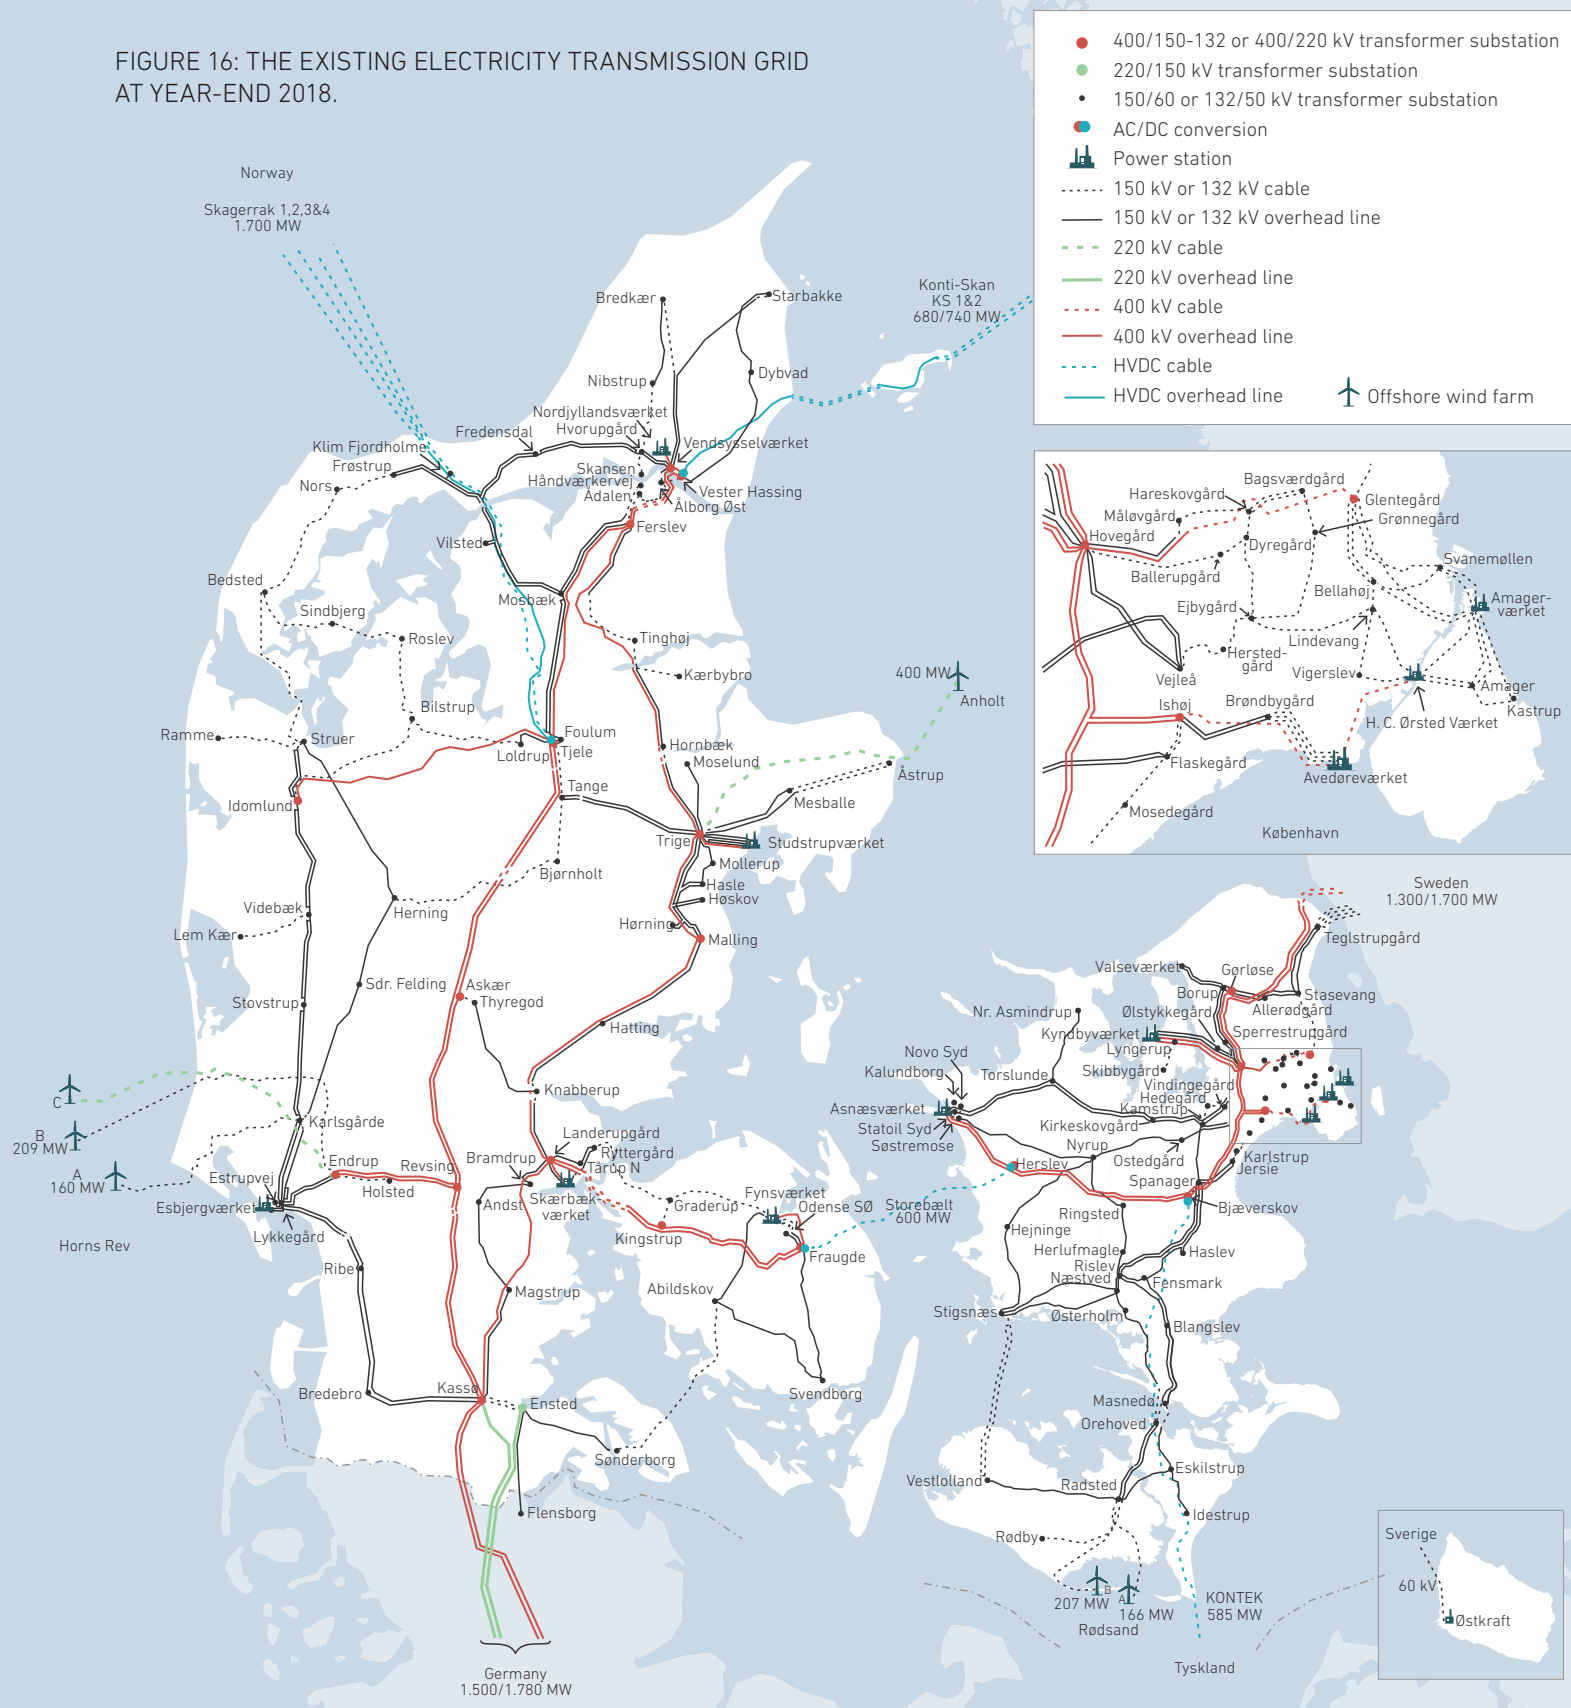 FIGURE 16: THE EXISTING ELECTRICITY TRANSMISSION GRID
AT YEAR-END 2018.
400/150-132 or 400/220 kV transformer substation
220/150 kV transformer substation
150/60 or 132/50 kV transformer substation
AC/DC conversion
Power station
150 kV or 132 kV cable
150 kV or 132 kV overhead line
220 kV cable
220 kV overhead line
400 kV cable
400 kV overhead line
HVDC cable
HVDC overhead line
Offshore wind farm
Norway
Skagerrak 1,2,3&4
1.700 MW
Konti-Skan
KS 1&2
680/740 MW
Bredkær
Starbakke
Nibstrup
Dybvad
Nordjyllandsværket
Hvorupgård
Fredensdal
Vendsysselværket
Klim Fjordholme
Frøstrup
Skansen
Håndværkervej
Ådalen
Nors
Vester Hassing
Ålborg Øst
Ferslev
Vilsted
Bedsted
Mosbæk
Sindbjerg
Roslev
Tinghøj
Kærbybro
400 MW
Anholt
Bilstrup
Ramme
Struer
Foulum
Loldrup
Tjele
Hornbæk
Moselund
Åstrup
Tange
Mesballe
Idomlund
Trige
Studstrupværket
Mollerup
Bjørnholt
Hasle
Høskov
Videbæk
Herning
Lem Kær
Hørning
Malling
Askær
Sdr. Felding
Thyregod
Stovstrup
Hatting
Knabberup
C
B
209 MW
A
160 MW
Horns Rev
Karlsgårde
Landerupgård
Bramdrup
Ryttergård
Tårup N
Endrup
Revsing
Estrupvej
Holsted
Esbjergværket
Andst
Skærbæk-
værket
Lykkegård
Graderup
Fynsværket
Odense SØ
Kingstrup
Fraugde
Storebælt
600 MW
Ribe
Magstrup
Abildskov
Kassø
Bredebro
Ensted
Svendborg
Sønderborg
Flensborg
Germany
1.500/1.780 MW
Hareskovgård
Bagsværdgård
Glentegård
Måløvgård
Grønnegård
Hovegård
Dyregård
Svanemøllen
Ballerupgård
Bellahøj
Amager-
værket
Ejbygård
Lindevang
Hersted-
gård
Vigerslev
Vejleå
Amager
Kastrup
Ishøj
Brøndbygård
H. C. Ørsted Værket
Flaskegård
Avedøreværket
Mosedegård
København
Sweden
1.300/1.700 MW
Teglstrupgård
Valseværket
Gørløse
Borup
Stasevang
Allerødgård
Nr. Asmindrup
Ølstykkegård
Kyndbyværket
Sperrestrupgård
Lyngerup
Novo Syd
Kalundborg
Torslunde
Skibbygård
Vindingegård
Hedegård
Asnæsværket
Kamstrup
Statoil Syd
Kirkeskovgård
Søstremose
Nyrup
Karlstrup
Ostedgård
Jersie
Herslev
Spanager
Ringsted
Bjæverskov
Hejninge
Herlufmagle
Haslev
Rislev
Næstved
Fensmark
Stigsnæs
Østerholm
Blangslev
Masnedø
Orehoved
Vestlolland
Radsted
Eskilstrup
Idestrup
Rødby
B
207 MW
A
166 MW
Rødsand
KONTEK
585 MW
Tyskland
Sverige
60 kV
Østkraft